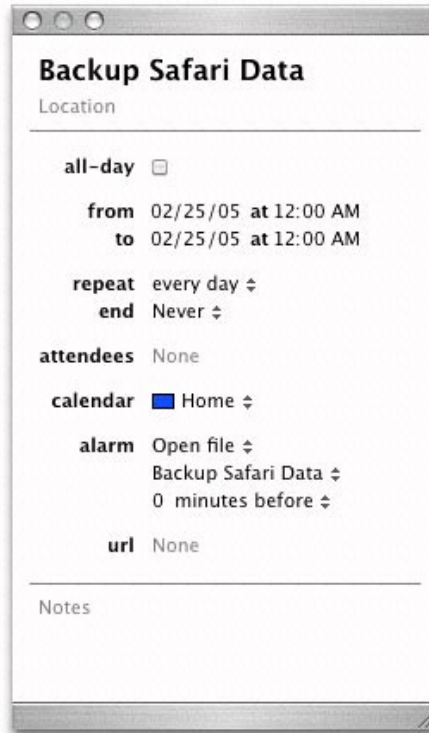 Backup Safari Data
Location
all-day
from 02/25/05 at 12:00 AM
to 02/25/05 at 12:00 AM
repeat every day
end Never
attendees None
calendar Home
alarm Open file
Backup Safari Data
0 minutes before
url None
Notes